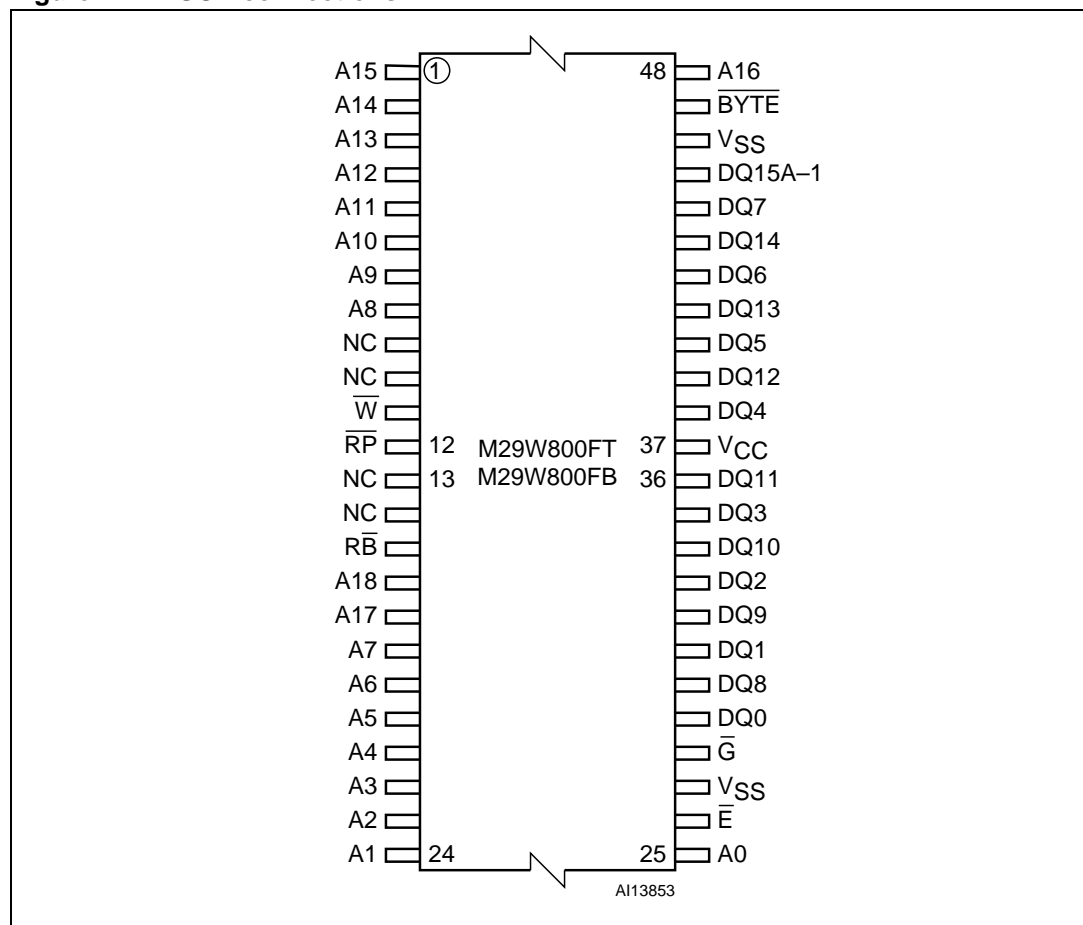 A15 ① 48 A16
A14 B̅Y̅T̅E̅
A13 VSS
A12 DQ15A–1
A11 DQ7
A10 DQ14
A9 DQ6
A8 DQ13
NC DQ5
NC DQ12
W̅ DQ4
R̅P̅ 12 M29W800FT 37 VCC
NC 13 M29W800FB 36 DQ11
NC DQ3
RB̅ DQ10
A18 DQ2
A17 DQ9
A7 DQ1
A6 DQ8
A5 DQ0
A4 G̅
A3 VSS
A2 E̅
A1 24 25 A0
AI13853